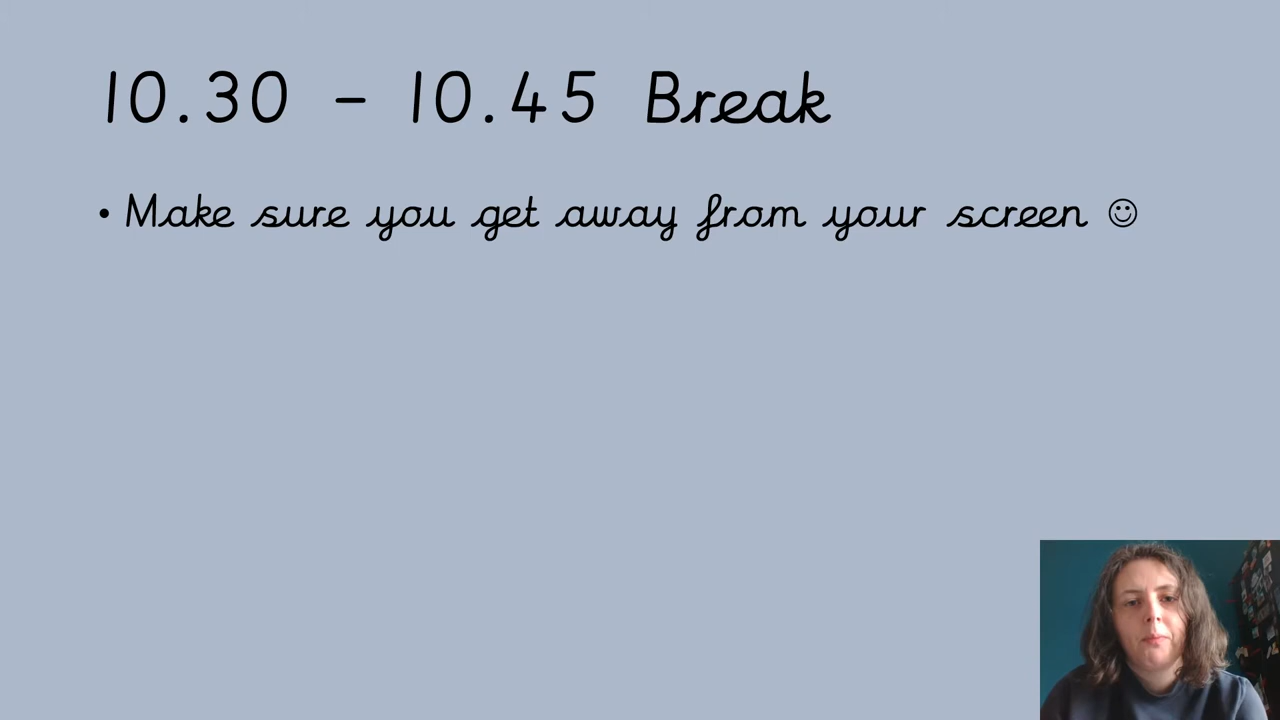 10.30 - 10.45 Break
• Make sure you get away from your screen ☺